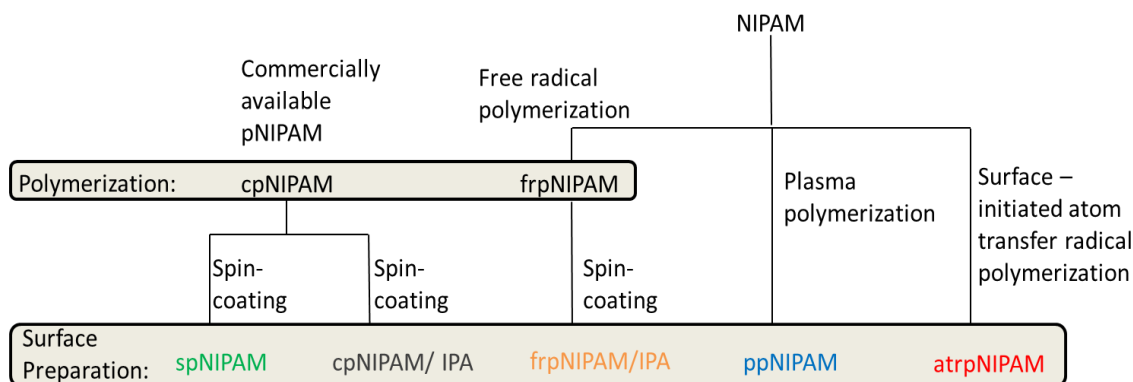 NIPAM
Commercially
available
pNIPAM
Free radical
polymerization
Polymerization:
cpNIPAM
frpNIPAM
Plasma
polymerization
Surface –
initiated atom
transfer radical
polymerization
Spin-
coating
Spin-
coating
Spin-
coating
Surface
Preparation:
spNIPAM
cpNIPAM/ IPA
frpNIPAM/IPA
ppNIPAM
atrpNIPAM